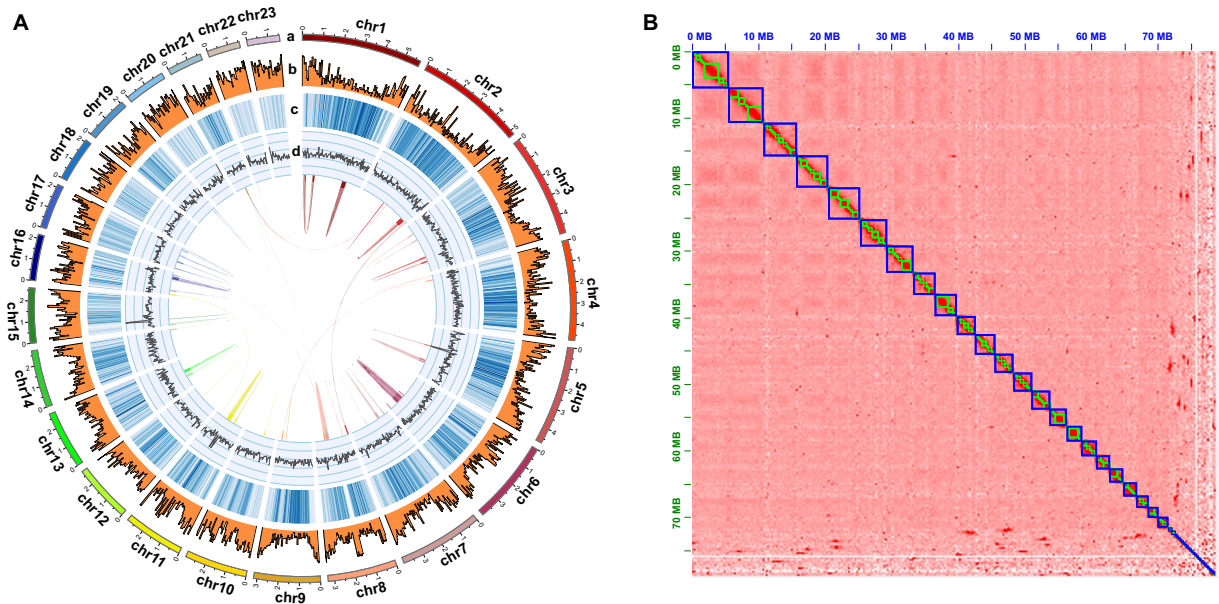 A
B
a
b
c
d
chr1
chr2
chr3
chr4
chr5
chr6
chr7
chr8
chr9
chr10
chr11
chr12
chr13
chr14
chr15
chr16
chr17
chr18
chr19
chr20
chr21
chr22
chr23
0 MB 10 MB 20 MB 30 MB 40 MB 50 MB 60 MB 70 MB
0 MB
10 MB
20 MB
30 MB
40 MB
50 MB
60 MB
70 MB